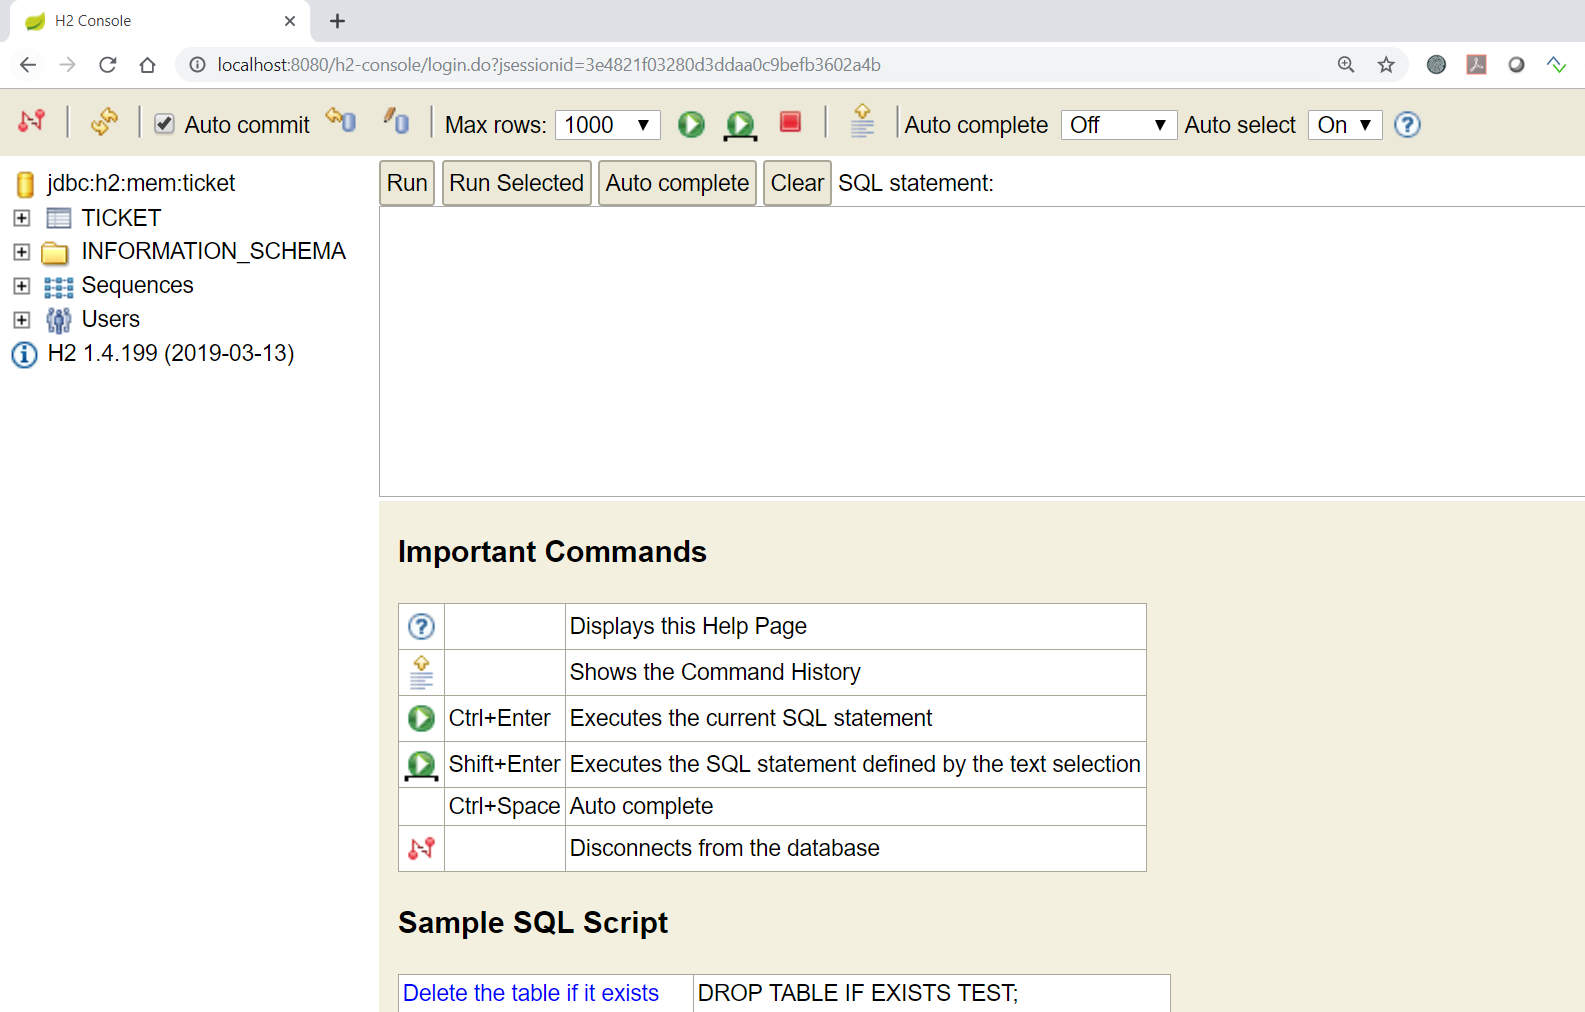 H2 Console
localhost:8080/h2-console/login.do?jsessionid=3e4821f03280d3ddaa0c9befb3602a4b
Auto commit Max rows: 1000 Auto complete Off Auto select On
jdbc:h2:mem:ticket
TICKET
INFORMATION_SCHEMA
Sequences
Users
H2 1.4.199 (2019-03-13)
Run Run Selected Auto complete Clear SQL statement:
Important Commands
Displays this Help Page
Shows the Command History
Ctrl+Enter Executes the current SQL statement
Shift+Enter Executes the SQL statement defined by the text selection
Ctrl+Space Auto complete
Disconnects from the database
Sample SQL Script
Delete the table if it exists DROP TABLE IF EXISTS TEST;